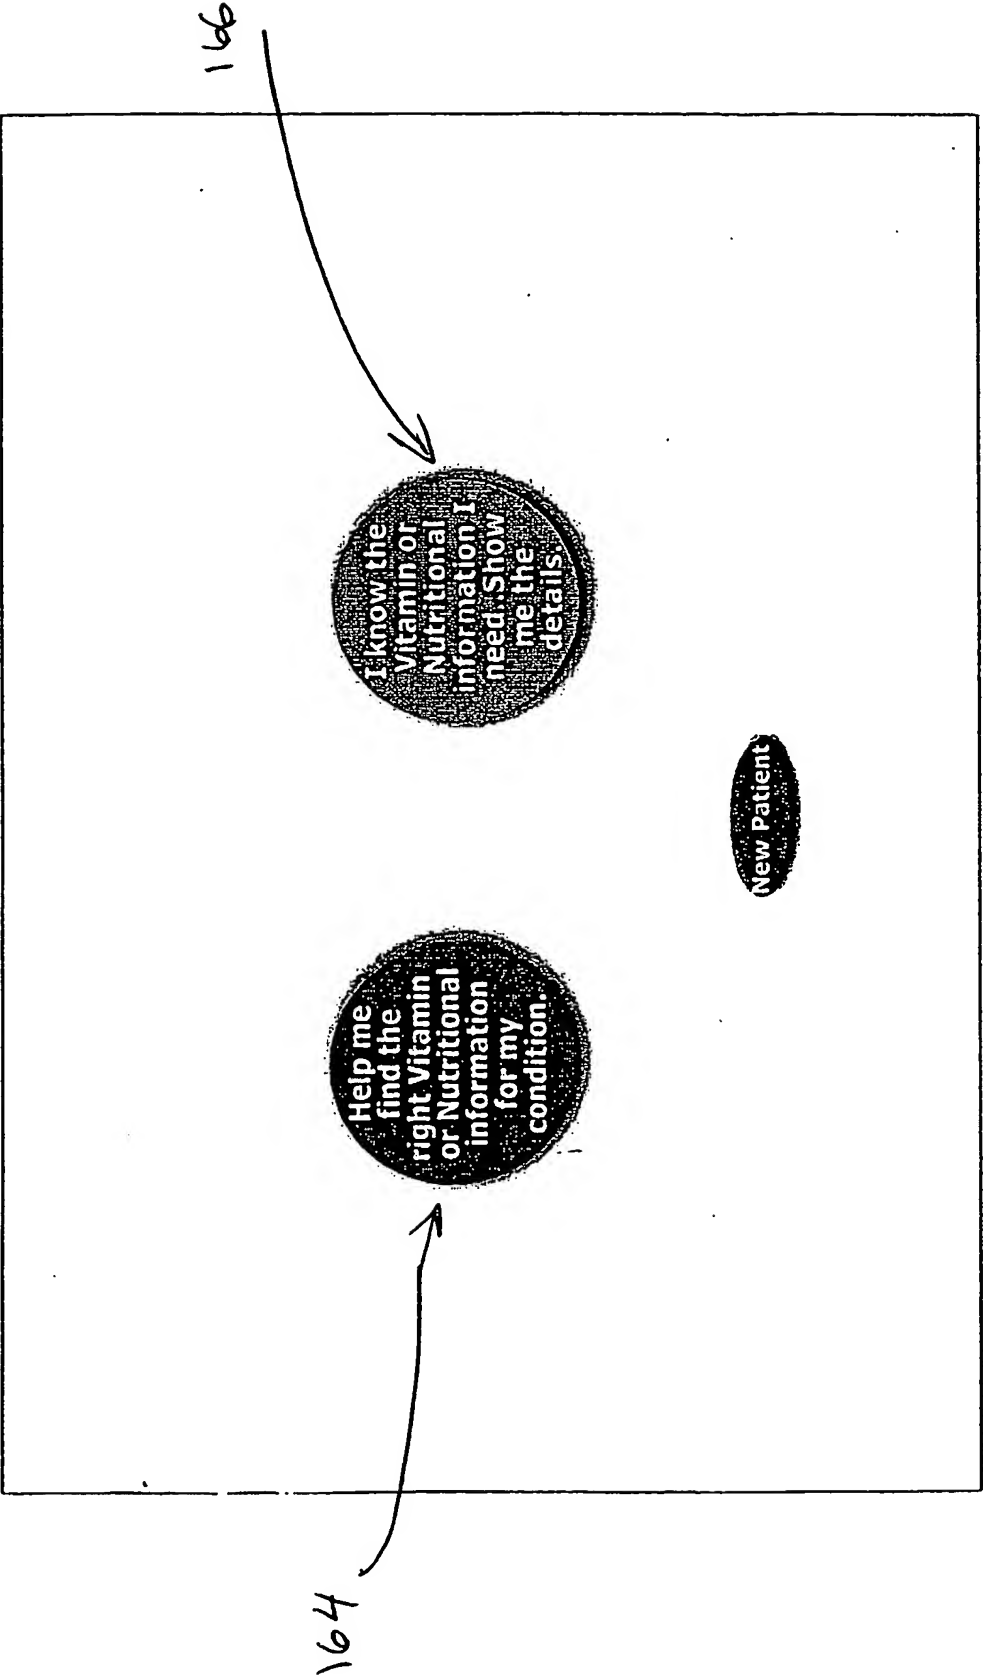 166
I know the
Vitamin or
Nutritional
information I
need. Show
me the
details.
Help me
find the
right Vitamin
or Nutritional
information
for my
condition.
New Patient
164